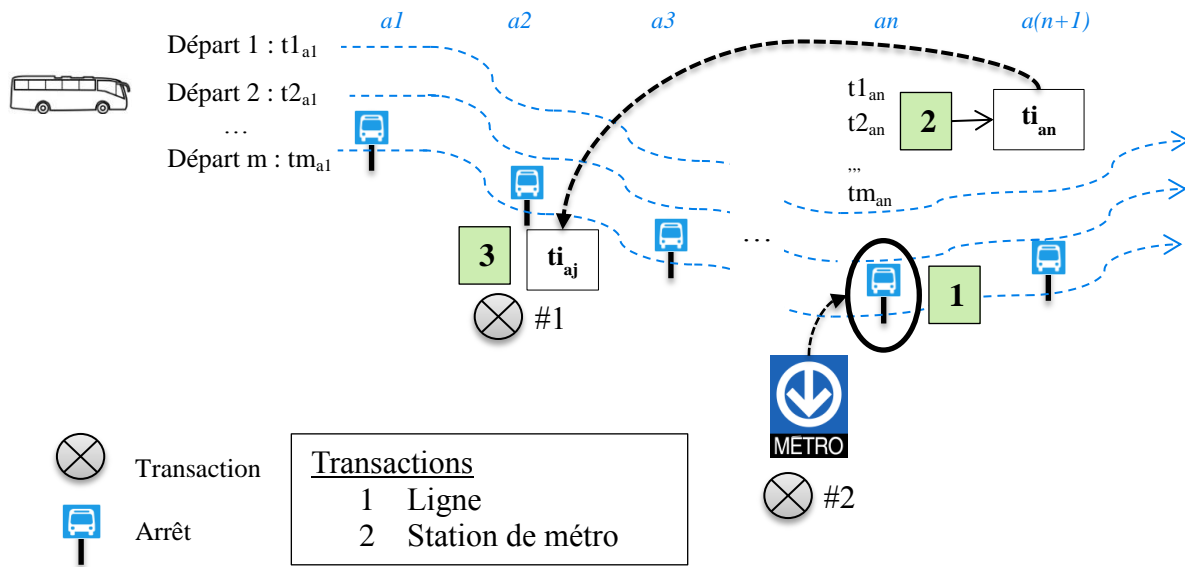 a1 a2 a3 an a(n+1)
Départ 1 : t1a1
Départ 2 : t2a1
…
Départ m : tma1
t1an
t2an
2
tian
,,,
tman
3
tiaj
…
1
#1
MÉTRO
#2
Transaction
Arrêt
Transactions
1 Ligne
2 Station de métro